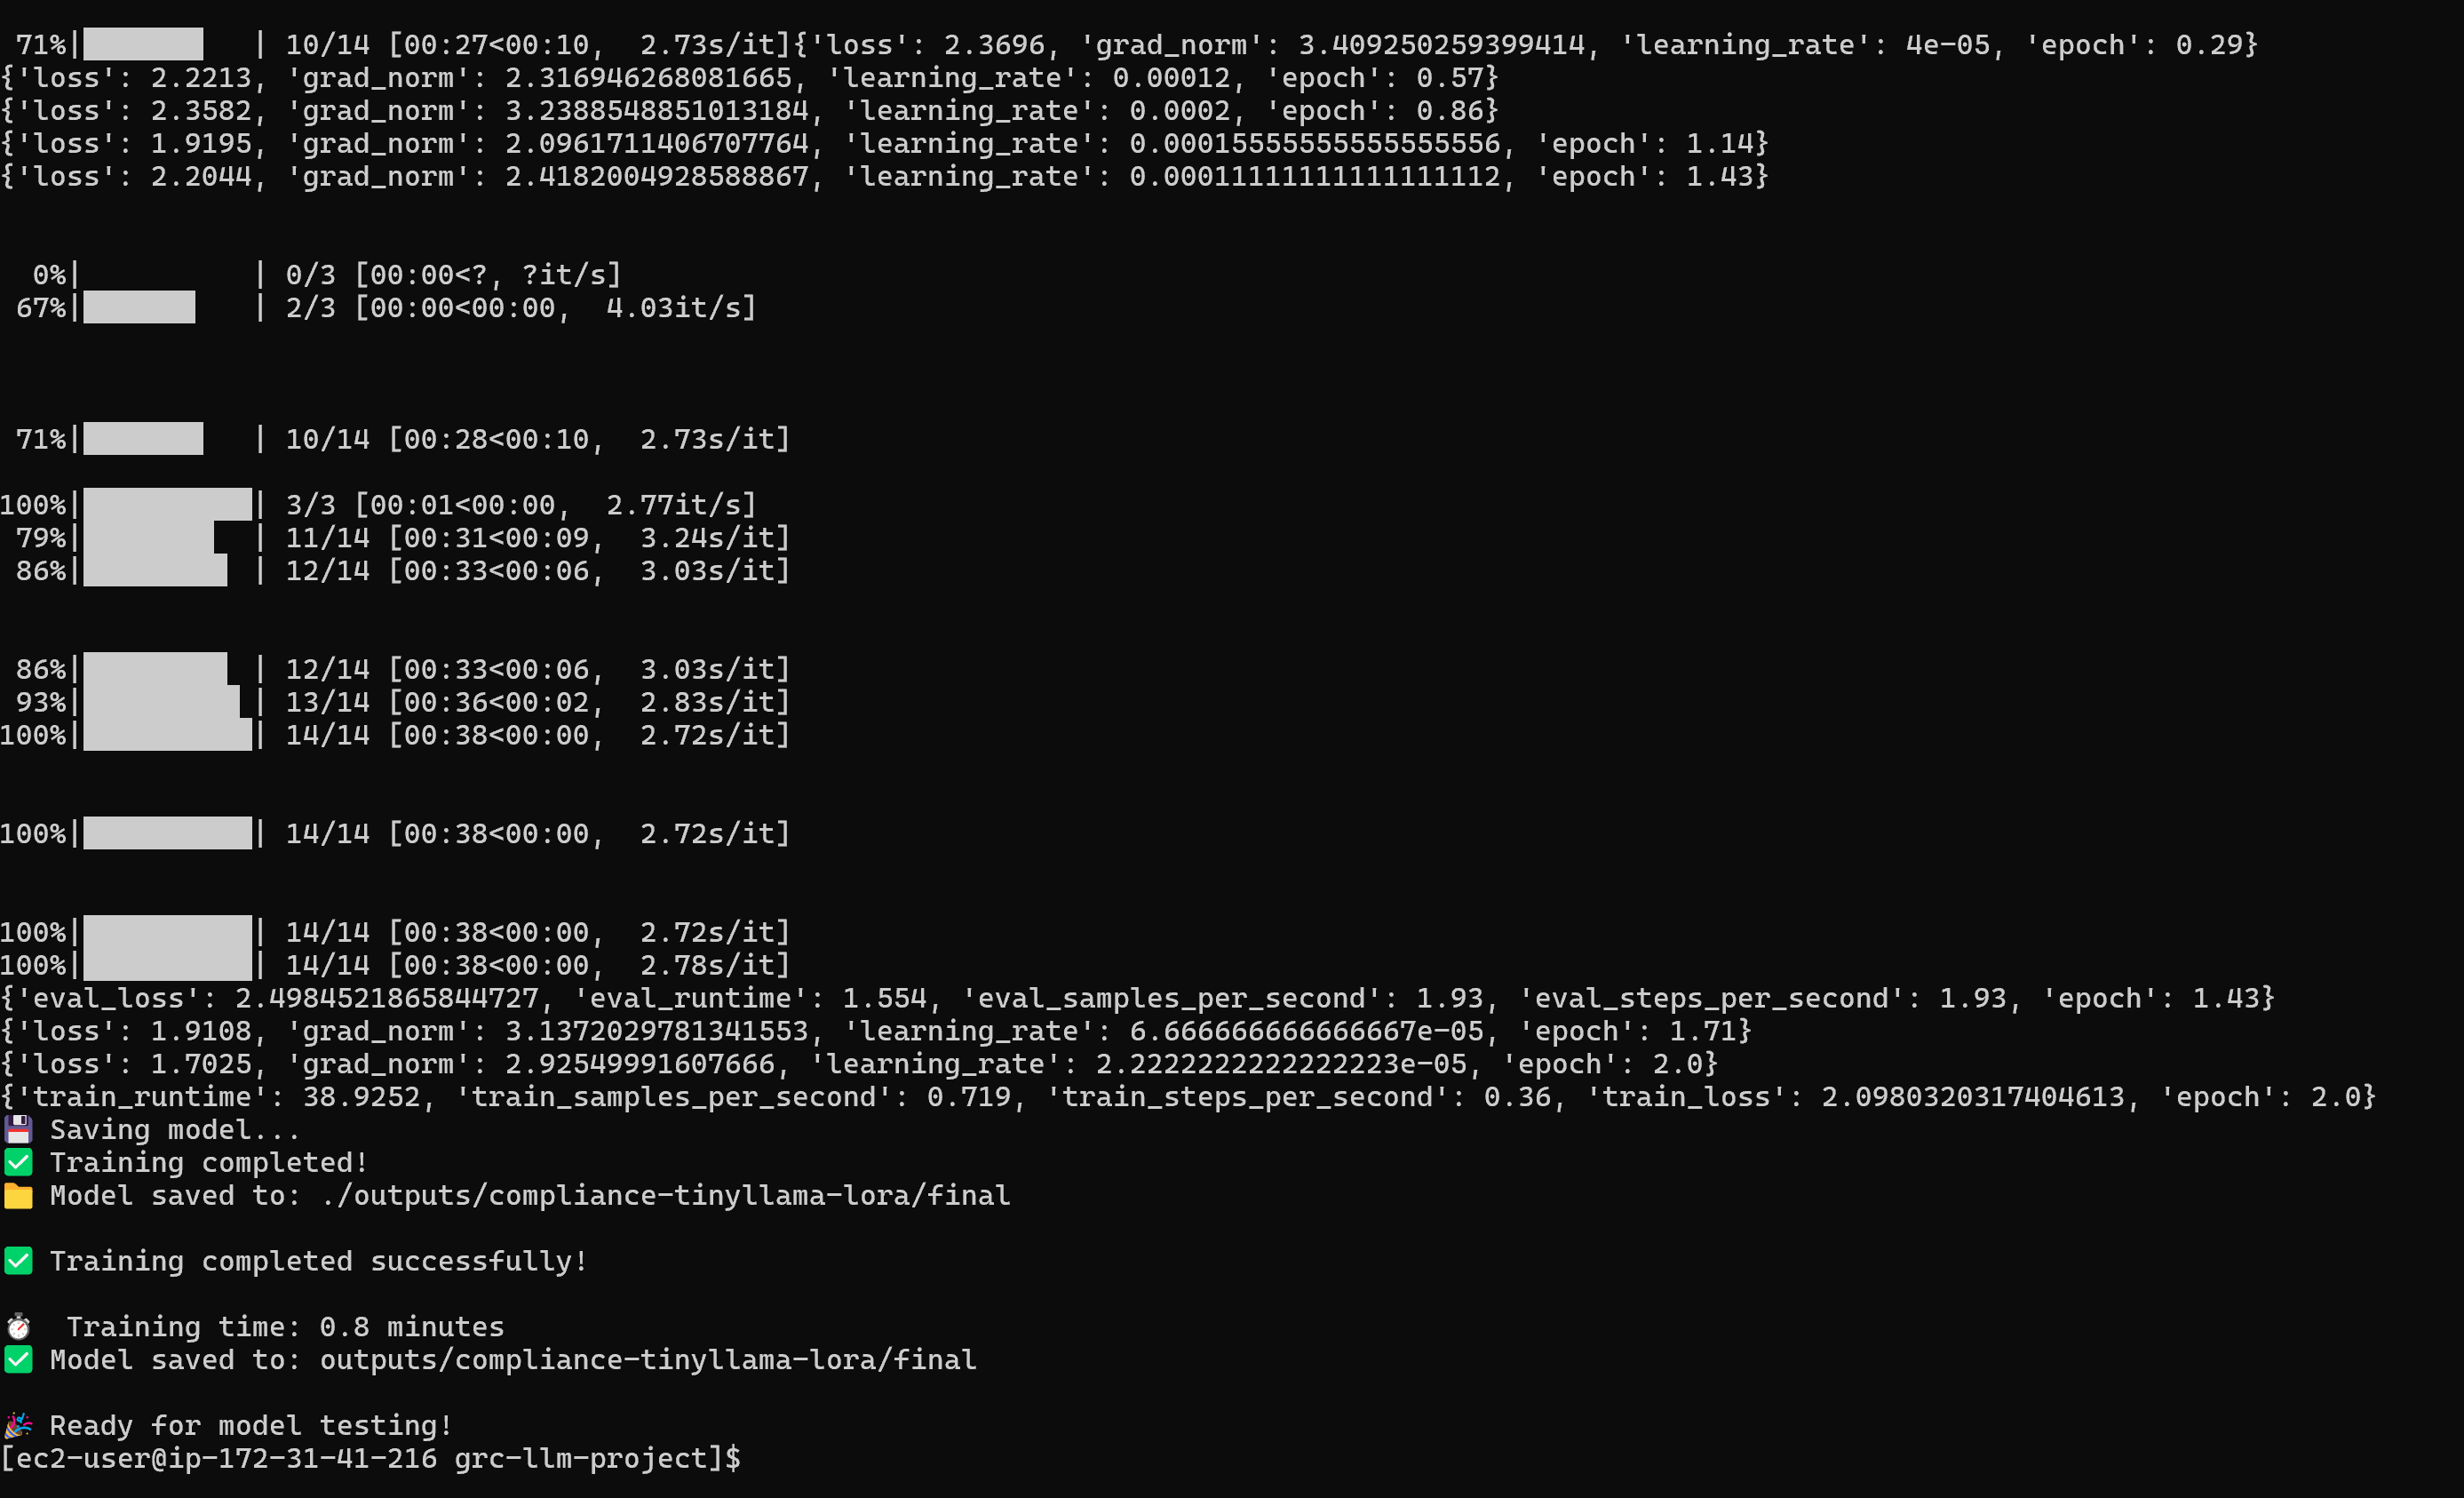 71%|███████   | 10/14 [00:27<00:10,  2.73s/it]{'loss': 2.3696, 'grad_norm': 3.409250259399414, 'learning_rate': 4e-05, 'epoch': 0.29}
{'loss': 2.2213, 'grad_norm': 2.316946268081665, 'learning_rate': 0.00012, 'epoch': 0.57}
{'loss': 2.3582, 'grad_norm': 3.2388548851013184, 'learning_rate': 0.0002, 'epoch': 0.86}
{'loss': 1.9195, 'grad_norm': 2.0961711406707764, 'learning_rate': 0.00015555555555555556, 'epoch': 1.14}
{'loss': 2.2044, 'grad_norm': 2.4182004928588867, 'learning_rate': 0.00011111111111111112, 'epoch': 1.43}
0%|          | 0/3 [00:00<?, ?it/s]
67%|██████▋   | 2/3 [00:00<00:00,  4.03it/s]
71%|███████   | 10/14 [00:28<00:10,  2.73s/it]
100%|██████████| 3/3 [00:01<00:00,  2.77it/s]
79%|███████▊  | 11/14 [00:31<00:09,  3.24s/it]
86%|████████▌ | 12/14 [00:33<00:06,  3.03s/it]
86%|████████▌ | 12/14 [00:33<00:06,  3.03s/it]
93%|█████████▎| 13/14 [00:36<00:02,  2.83s/it]
100%|██████████| 14/14 [00:38<00:00,  2.72s/it]
100%|██████████| 14/14 [00:38<00:00,  2.72s/it]
100%|██████████| 14/14 [00:38<00:00,  2.72s/it]
100%|██████████| 14/14 [00:38<00:00,  2.78s/it]
{'eval_loss': 2.4984521865844727, 'eval_runtime': 1.554, 'eval_samples_per_second': 1.93, 'eval_steps_per_second': 1.93, 'epoch': 1.43}
{'loss': 1.9108, 'grad_norm': 3.1372029781341553, 'learning_rate': 6.666666666666667e-05, 'epoch': 1.71}
{'loss': 1.7025, 'grad_norm': 2.925499991607666, 'learning_rate': 2.2222222222222223e-05, 'epoch': 2.0}
{'train_runtime': 38.9252, 'train_samples_per_second': 0.719, 'train_steps_per_second': 0.36, 'train_loss': 2.0980320317404613, 'epoch': 2.0}
💾 Saving model...
✅ Training completed!
📁 Model saved to: ./outputs/compliance-tinyllama-lora/final
✅ Training completed successfully!
⏱ Training time: 0.8 minutes
✅ Model saved to: outputs/compliance-tinyllama-lora/final
🎉 Ready for model testing!
[ec2-user@ip-172-31-41-216 grc-llm-project]$